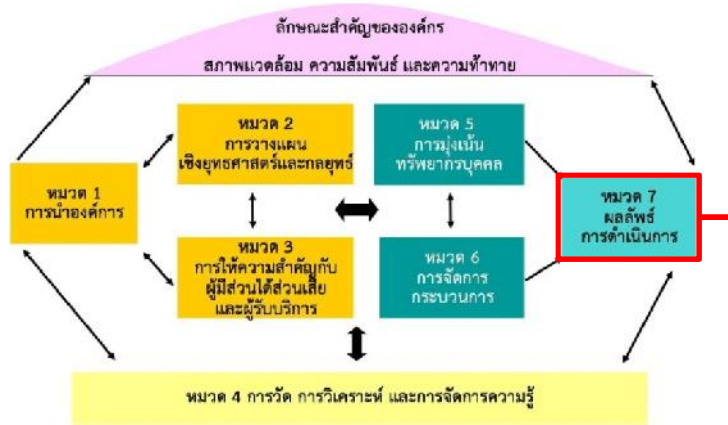 ลักษณะสำคัญขององค์กร
สภาพแวดล้อม ความสัมพันธ์ และความท้าทาย
หมวด 1
การนำองค์การ
หมวด 2
การวางแผน
เชิงยุทธศาสตร์และกลยุทธ์
หมวด 3
การให้ความสำคัญกับ
ผู้มีส่วนได้ส่วนเสีย
และผู้รับบริการ
หมวด 5
การมุ่งเน้น
ทรัพยากรบุคคล
หมวด 6
การจัดการ
กระบวนการ
หมวด 7
ผลลัพธ์
การดำเนินการ
หมวด 4 การวัด การวิเคราะห์ และการจัดการความรู้